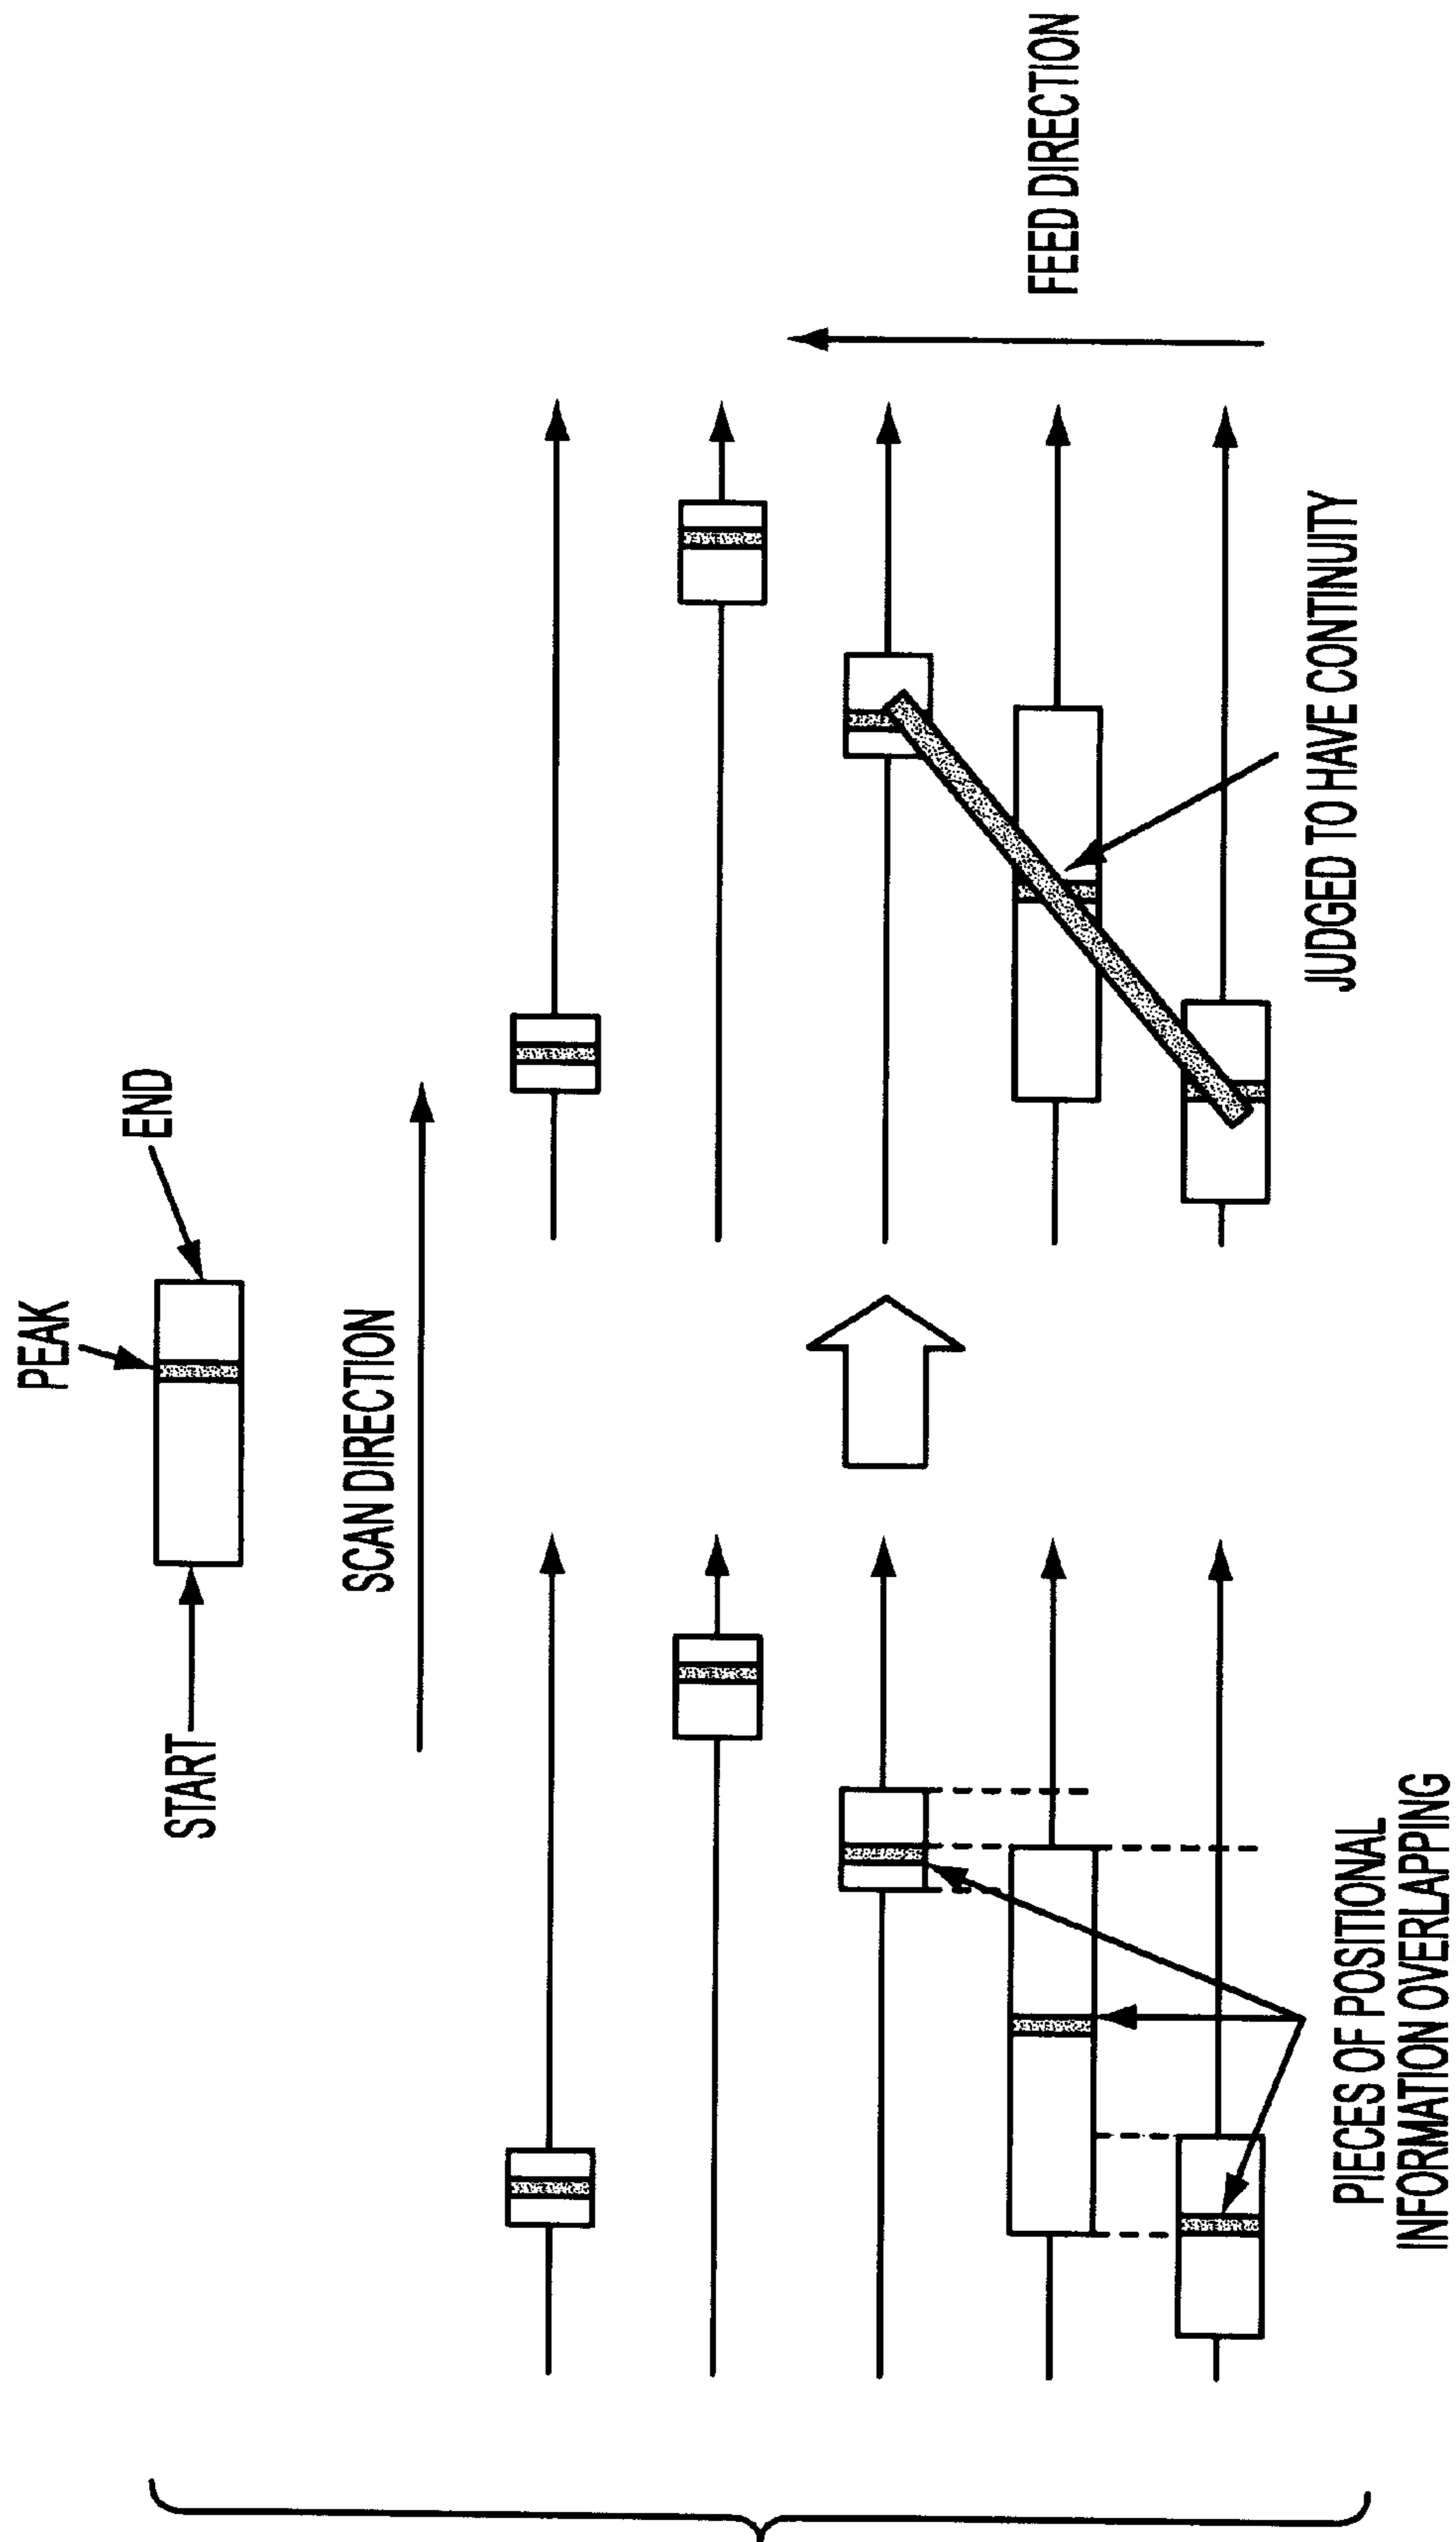 PEAK
END
START
SCAN DIRECTION
FEED DIRECTION
PIECES OF POSITIONAL
INFORMATION OVERLAPPING
JUDGED TO HAVE CONTINUITY